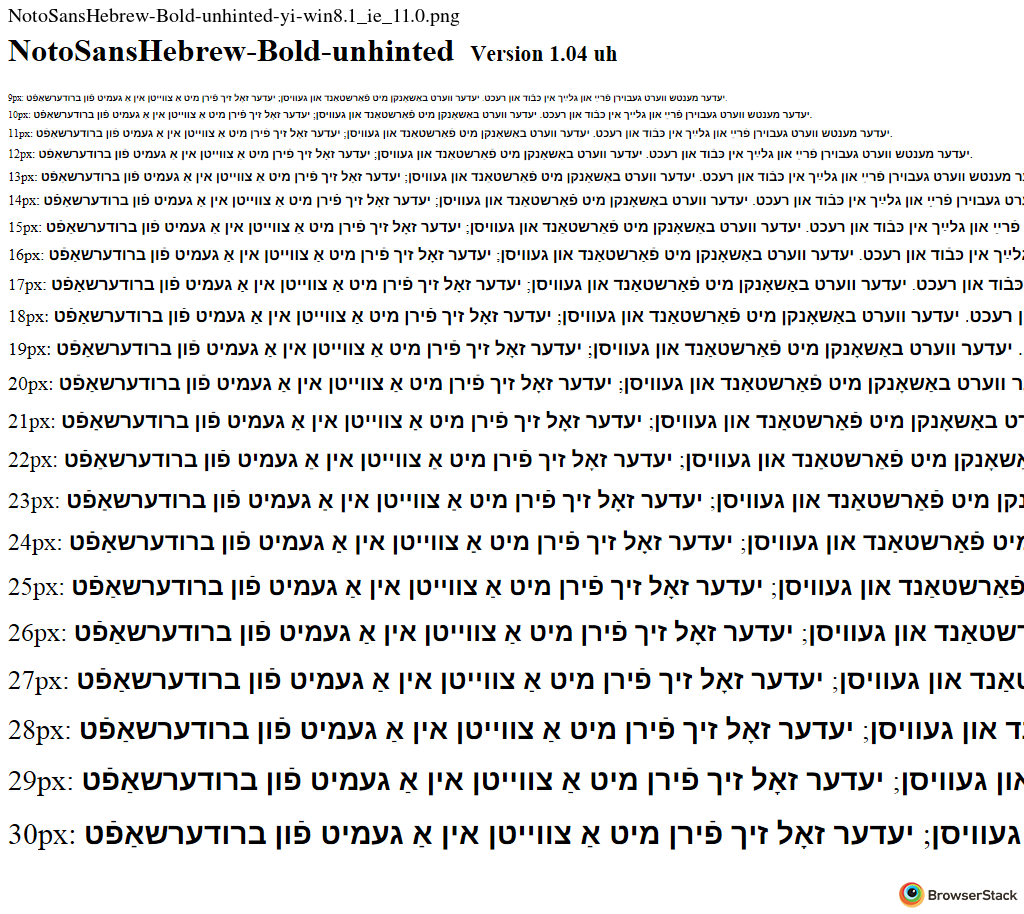 NotoSansHebrew-Bold-unhinted-yi-win8.1_ie_11.0.png
NotoSansHebrew-Bold-unhinted Version 1.04 uh
9px: יעדער מענטש ווערט געבוירן פֿרײַ און גלײַך אין כּבֿוד און רעכט. יעדער ווערט באַשאָנקן מיט פֿאַרשטאַנד און געוויסן; יעדער זאָל זיך פֿירן מיט אַ צווייטן אין אַ געמיט פֿון ברודערשאַפֿט.
10px: יעדער מענטש ווערט געבוירן פֿרײַ און גלײַך אין כּבֿוד און רעכט. יעדער ווערט באַשאָנקן מיט פֿאַרשטאַנד און געוויסן; יעדער זאָל זיך פֿירן מיט אַ צווייטן אין אַ געמיט פֿון ברודערשאַפֿט.
11px: יעדער מענטש ווערט געבוירן פֿרײַ און גלײַך אין כּבֿוד און רעכט. יעדער ווערט באַשאָנקן מיט פֿאַרשטאַנד און געוויסן; יעדער זאָל זיך פֿירן מיט אַ צווייטן אין אַ געמיט פֿון ברודערשאַפֿט.
12px: יעדער מענטש ווערט געבוירן פֿרײַ און גלײַך אין כּבֿוד און רעכט. יעדער ווערט באַשאָנקן מיט פֿאַרשטאַנד און געוויסן; יעדער זאָל זיך פֿירן מיט אַ צווייטן אין אַ געמיט פֿון ברודערשאַפֿט.
13px: מענטש ווערט געבוירן פֿרײַ און גלײַך אין כּבֿוד און רעכט. יעדער ווערט באַשאָנקן מיט פֿאַרשטאַנד און געוויסן; יעדער זאָל זיך פֿירן מיט אַ צווייטן אין אַ געמיט פֿון ברודערשאַפֿט
14px: געבוירן פֿרײַ און גלײַך אין כּבֿוד און רעכט. יעדער ווערט באַשאָנקן מיט פֿאַרשטאַנד און געוויסן; יעדער זאָל זיך פֿירן מיט אַ צווייטן אין אַ געמיט פֿון ברודערשאַפֿט
15px: פֿרײַ און גלײַך אין כּבֿוד און רעכט. יעדער ווערט באַשאָנקן מיט פֿאַרשטאַנד און געוויסן; יעדער זאָל זיך פֿירן מיט אַ צווייטן אין אַ געמיט פֿון ברודערשאַפֿט
16px: אין כּבֿוד און רעכט. יעדער ווערט באַשאָנקן מיט פֿאַרשטאַנד און געוויסן; יעדער זאָל זיך פֿירן מיט אַ צווייטן אין אַ געמיט פֿון ברודערשאַפֿט
17px: כּבֿוד און רעכט. יעדער ווערט באַשאָנקן מיט פֿאַרשטאַנד און געוויסן; יעדער זאָל זיך פֿירן מיט אַ צווייטן אין אַ געמיט פֿון ברודערשאַפֿט
18px: רעכט. יעדער ווערט באַשאָנקן מיט פֿאַרשטאַנד און געוויסן; יעדער זאָל זיך פֿירן מיט אַ צווייטן אין אַ געמיט פֿון ברודערשאַפֿט
19px: . יעדער ווערט באַשאָנקן מיט פֿאַרשטאַנד און געוויסן; יעדער זאָל זיך פֿירן מיט אַ צווייטן אין אַ געמיט פֿון ברודערשאַפֿט
20px: ווערט באַשאָנקן מיט פֿאַרשטאַנד און געוויסן; יעדער זאָל זיך פֿירן מיט אַ צווייטן אין אַ געמיט פֿון ברודערשאַפֿט
21px: באַשאָנקן מיט פֿאַרשטאַנד און געוויסן; יעדער זאָל זיך פֿירן מיט אַ צווייטן אין אַ געמיט פֿון ברודערשאַפֿט
22px: מיט פֿאַרשטאַנד און געוויסן; יעדער זאָל זיך פֿירן מיט אַ צווייטן אין אַ געמיט פֿון ברודערשאַפֿט
23px: מיט פֿאַרשטאַנד און געוויסן; יעדער זאָל זיך פֿירן מיט אַ צווייטן אין אַ געמיט פֿון ברודערשאַפֿט
24px: מיט פֿאַרשטאַנד און געוויסן; יעדער זאָל זיך פֿירן מיט אַ צווייטן אין אַ געמיט פֿון ברודערשאַפֿט
25px: פֿאַרשטאַנד און געוויסן; יעדער זאָל זיך פֿירן מיט אַ צווייטן אין אַ געמיט פֿון ברודערשאַפֿט
26px: און געוויסן; יעדער זאָל זיך פֿירן מיט אַ צווייטן אין אַ געמיט פֿון ברודערשאַפֿט
27px: און געוויסן; יעדער זאָל זיך פֿירן מיט אַ צווייטן אין אַ געמיט פֿון ברודערשאַפֿט
28px: און געוויסן; יעדער זאָל זיך פֿירן מיט אַ צווייטן אין אַ געמיט פֿון ברודערשאַפֿט
29px: און געוויסן; יעדער זאָל זיך פֿירן מיט אַ צווייטן אין אַ געמיט פֿון ברודערשאַפֿט
30px: געוויסן; יעדער זאָל זיך פֿירן מיט אַ צווייטן אין אַ געמיט פֿון ברודערשאַפֿט
BrowserStack